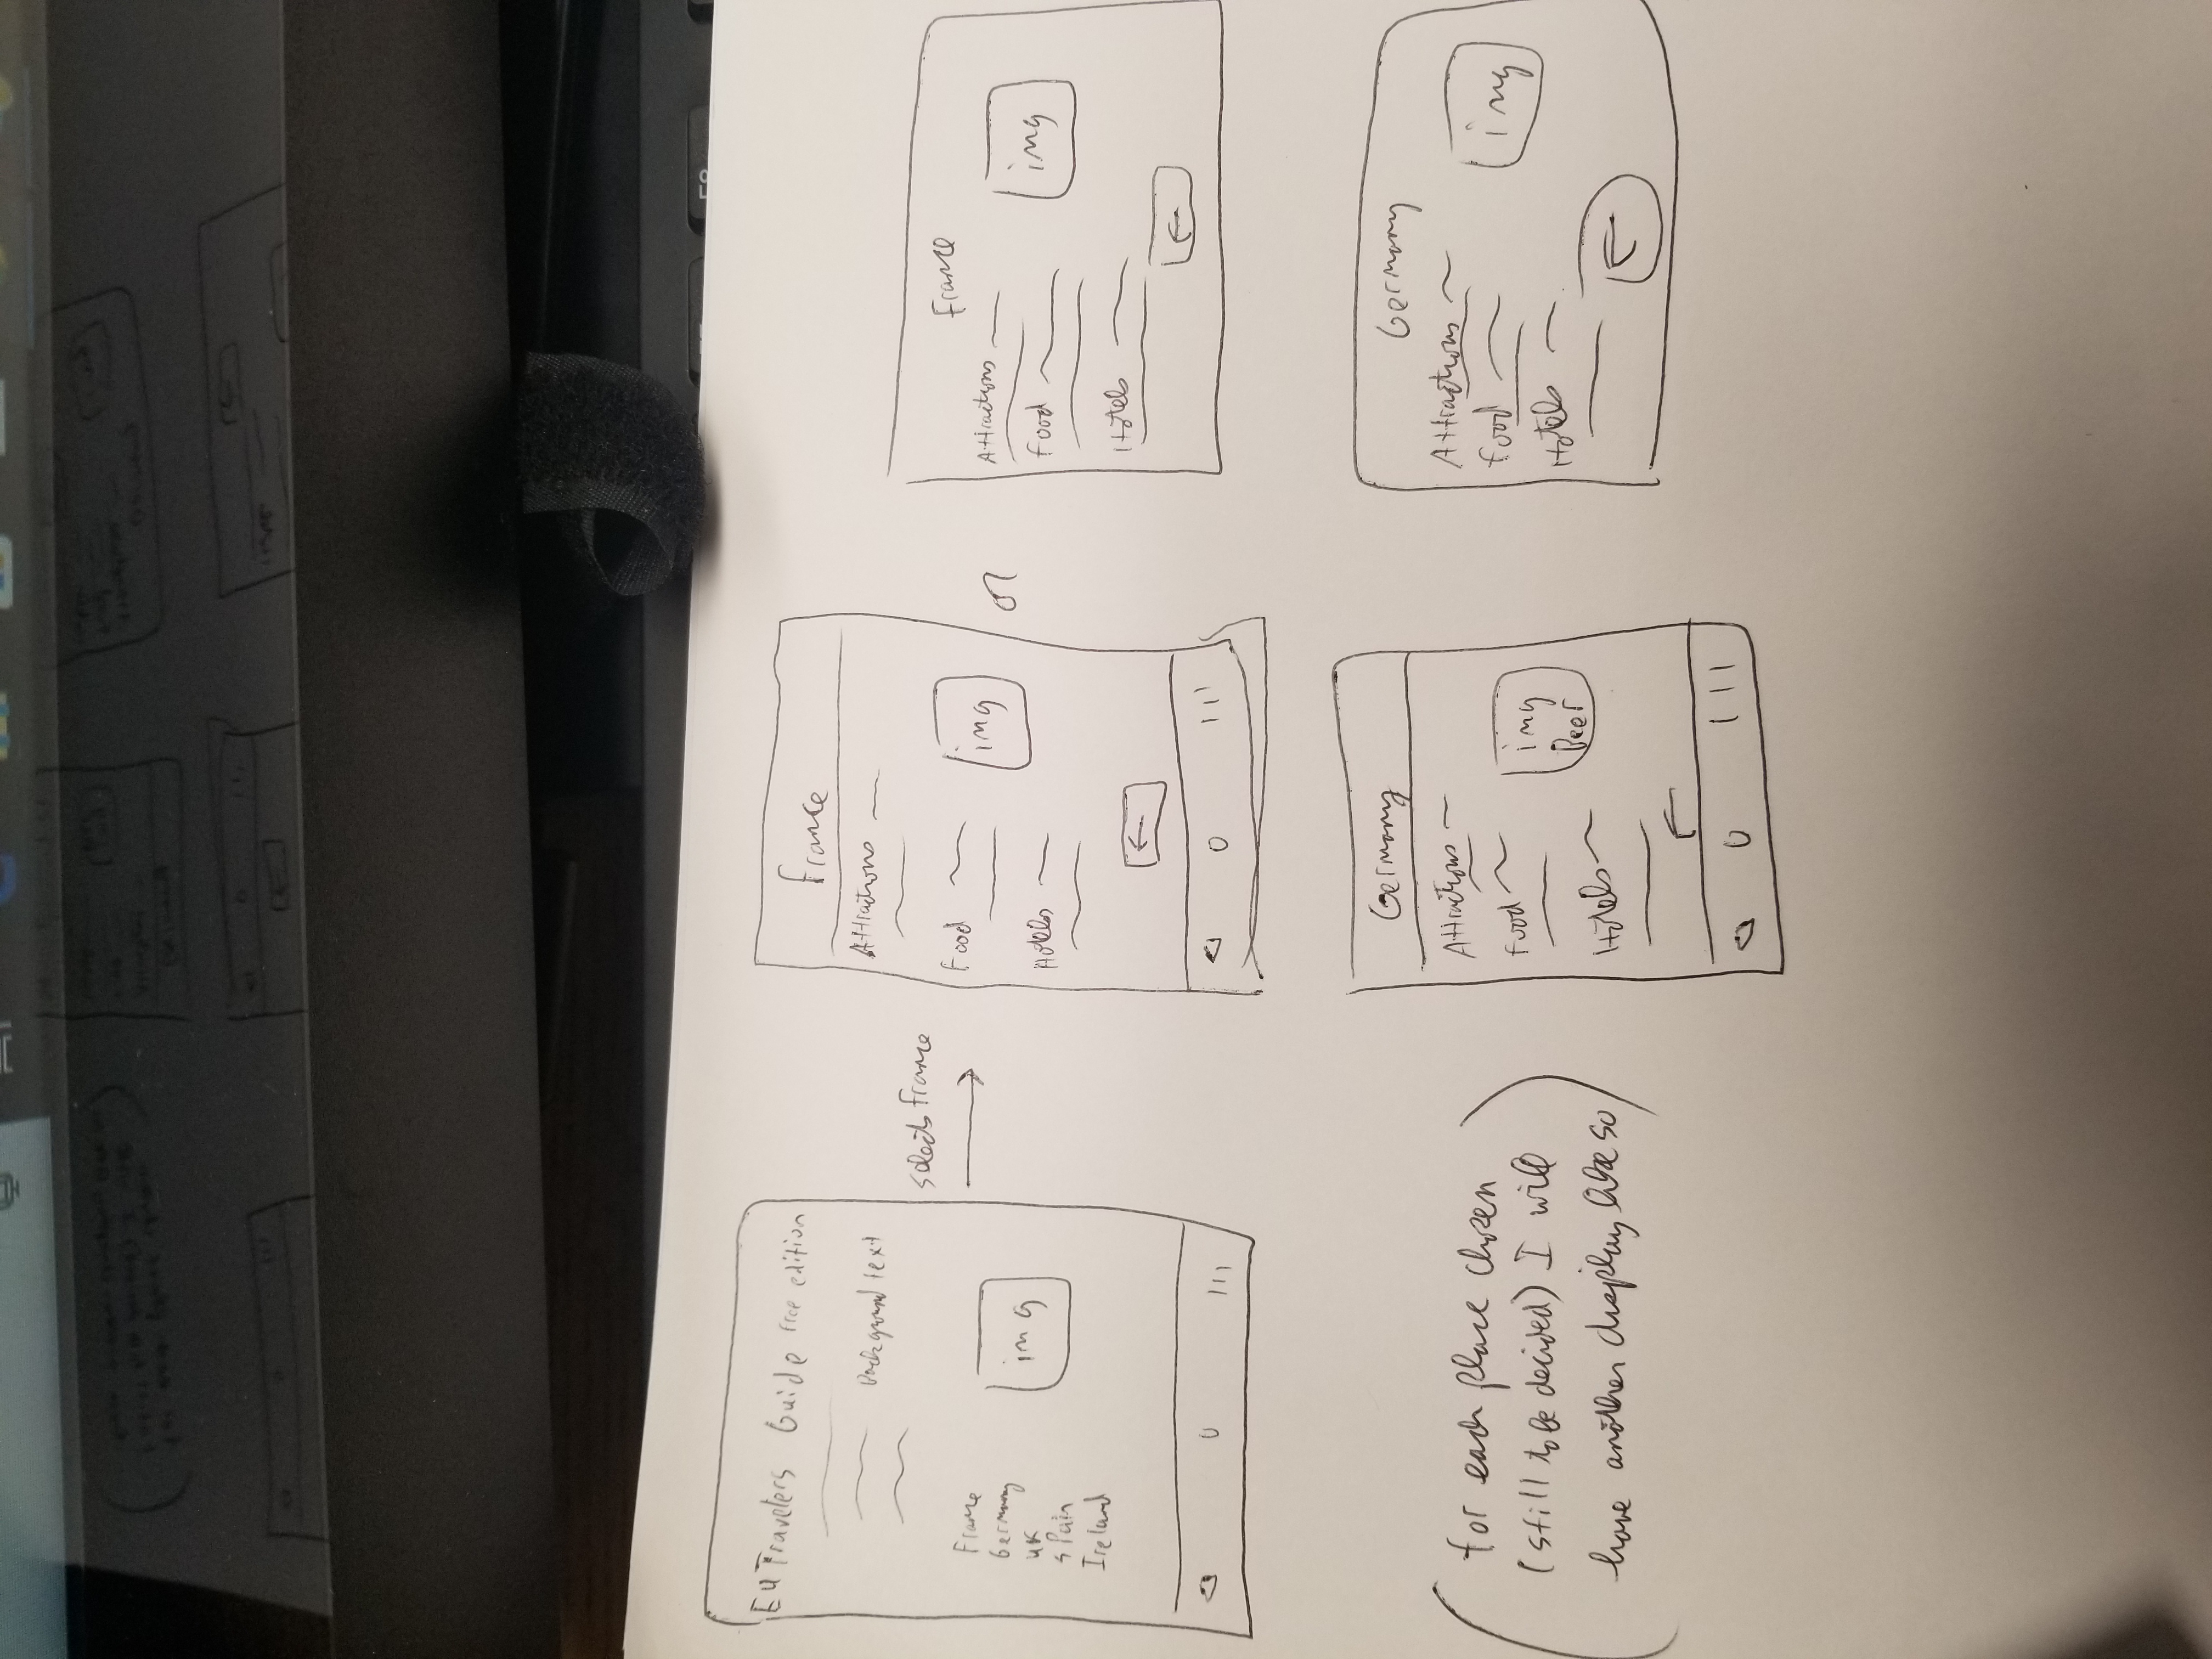 EU Travelers Guide free edition
Background text
France
Germany
UK
Spain
Ireland
img
selects France
France
Attractions
Food
img
Hotels
←
or
France
Attractions
img
Food
Hotels
←
(for each place chosen
(still to be decided) I will
have another display like so)
Germany
Attractions
Food
img
Beer
Hotels
←
Germany
Attractions
img
Food
Hotels
←